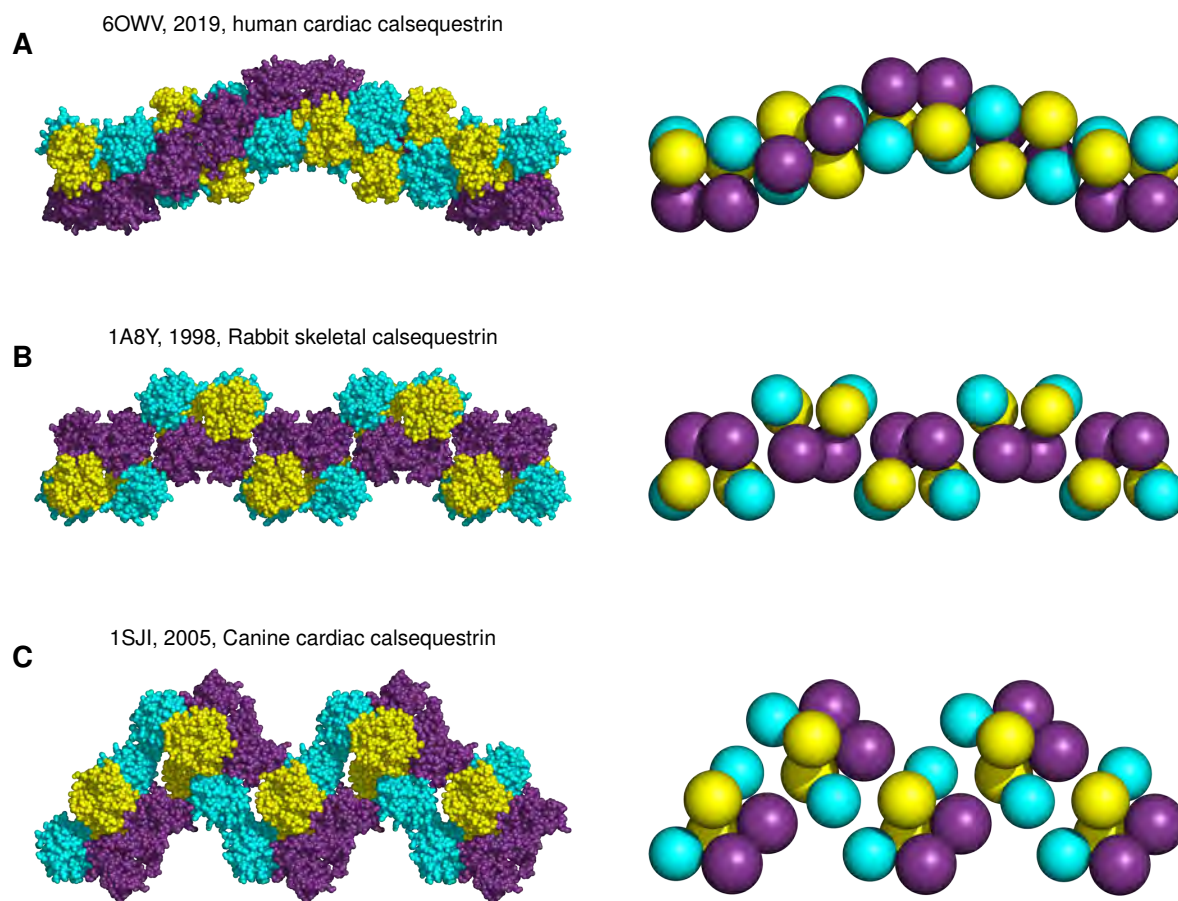 6OWV, 2019, human cardiac calsequestrin
A
1A8Y, 1998, Rabbit skeletal calsequestrin
B
1SJI, 2005, Canine cardiac calsequestrin
C